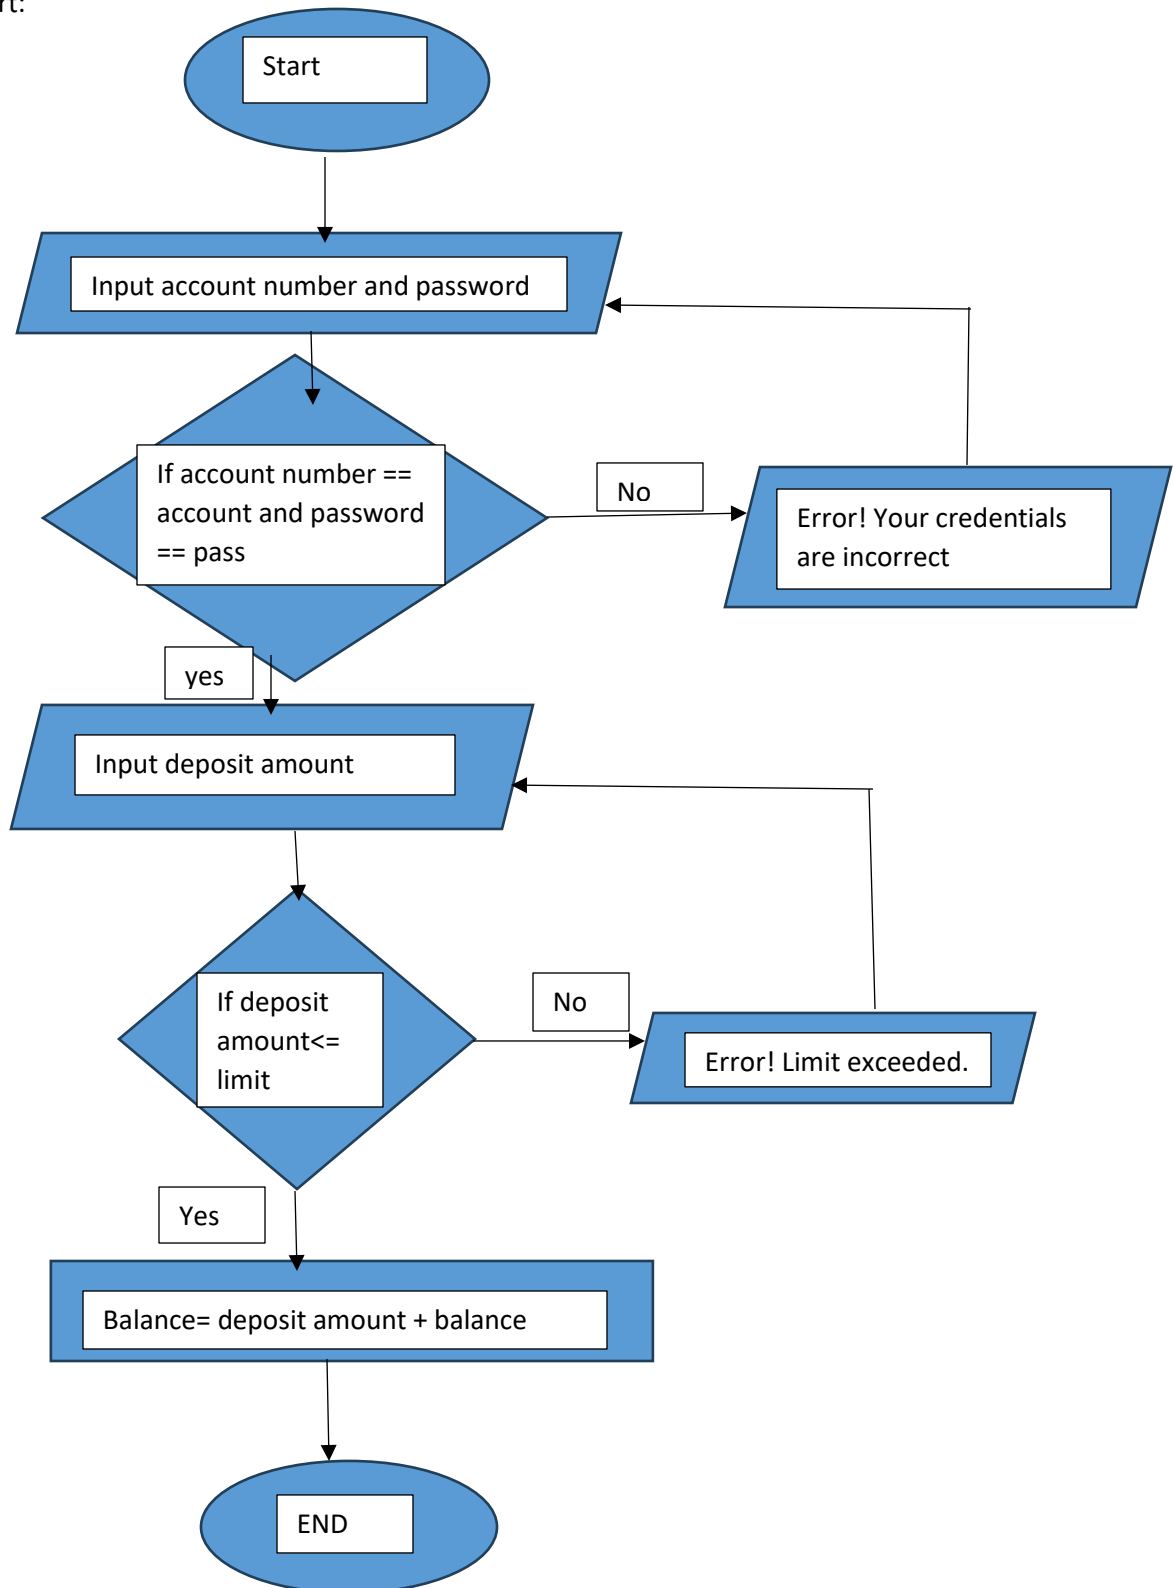 rt:
Start
Input account number and password
If account number ==
account and password
== pass
No
Error! Your credentials
are incorrect
yes
Input deposit amount
If deposit
amount<=
limit
No
Error! Limit exceeded.
Yes
Balance= deposit amount + balance
END